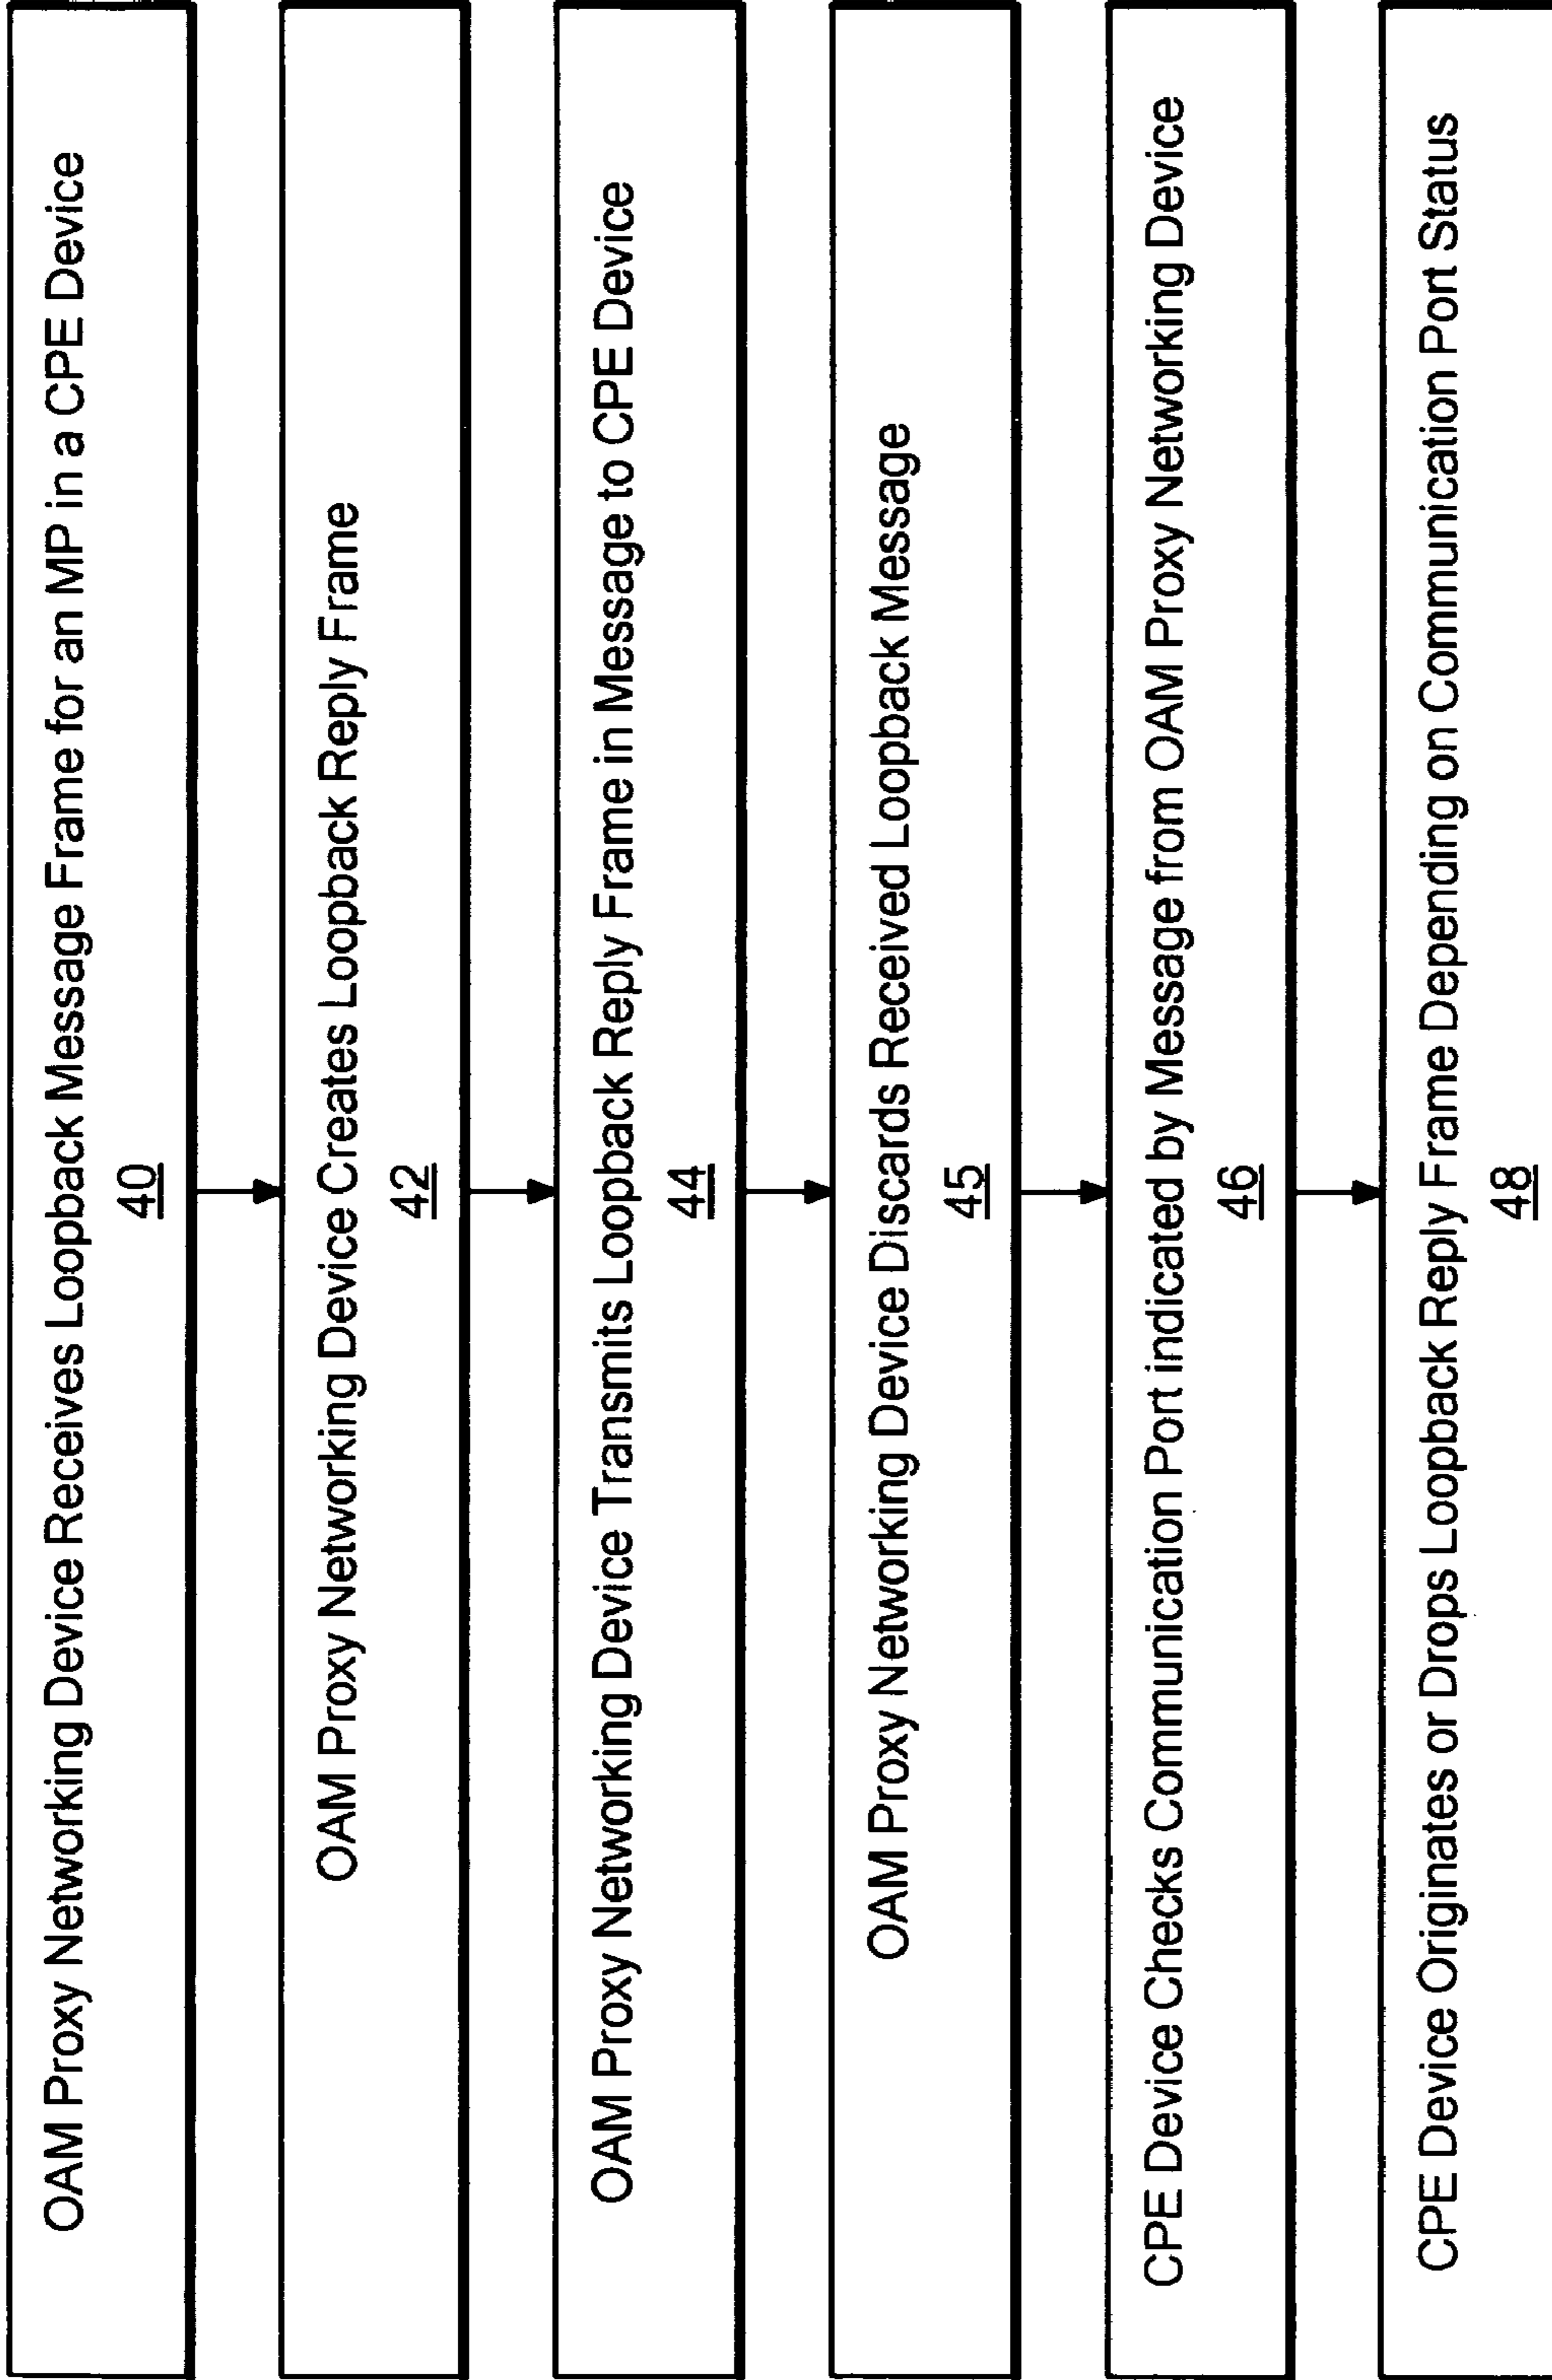 OAM Proxy Networking Device Receives Loopback Message Frame for an MP in a CPE Device
40
OAM Proxy Networking Device Creates Loopback Reply Frame
42
OAM Proxy Networking Device Transmits Loopback Reply Frame in Message to CPE Device
44
OAM Proxy Networking Device Discards Received Loopback Message
45
CPE Device Checks Communication Port indicated by Message from OAM Proxy Networking Device
46
CPE Device Originates or Drops Loopback Reply Frame Depending on Communication Port Status
48